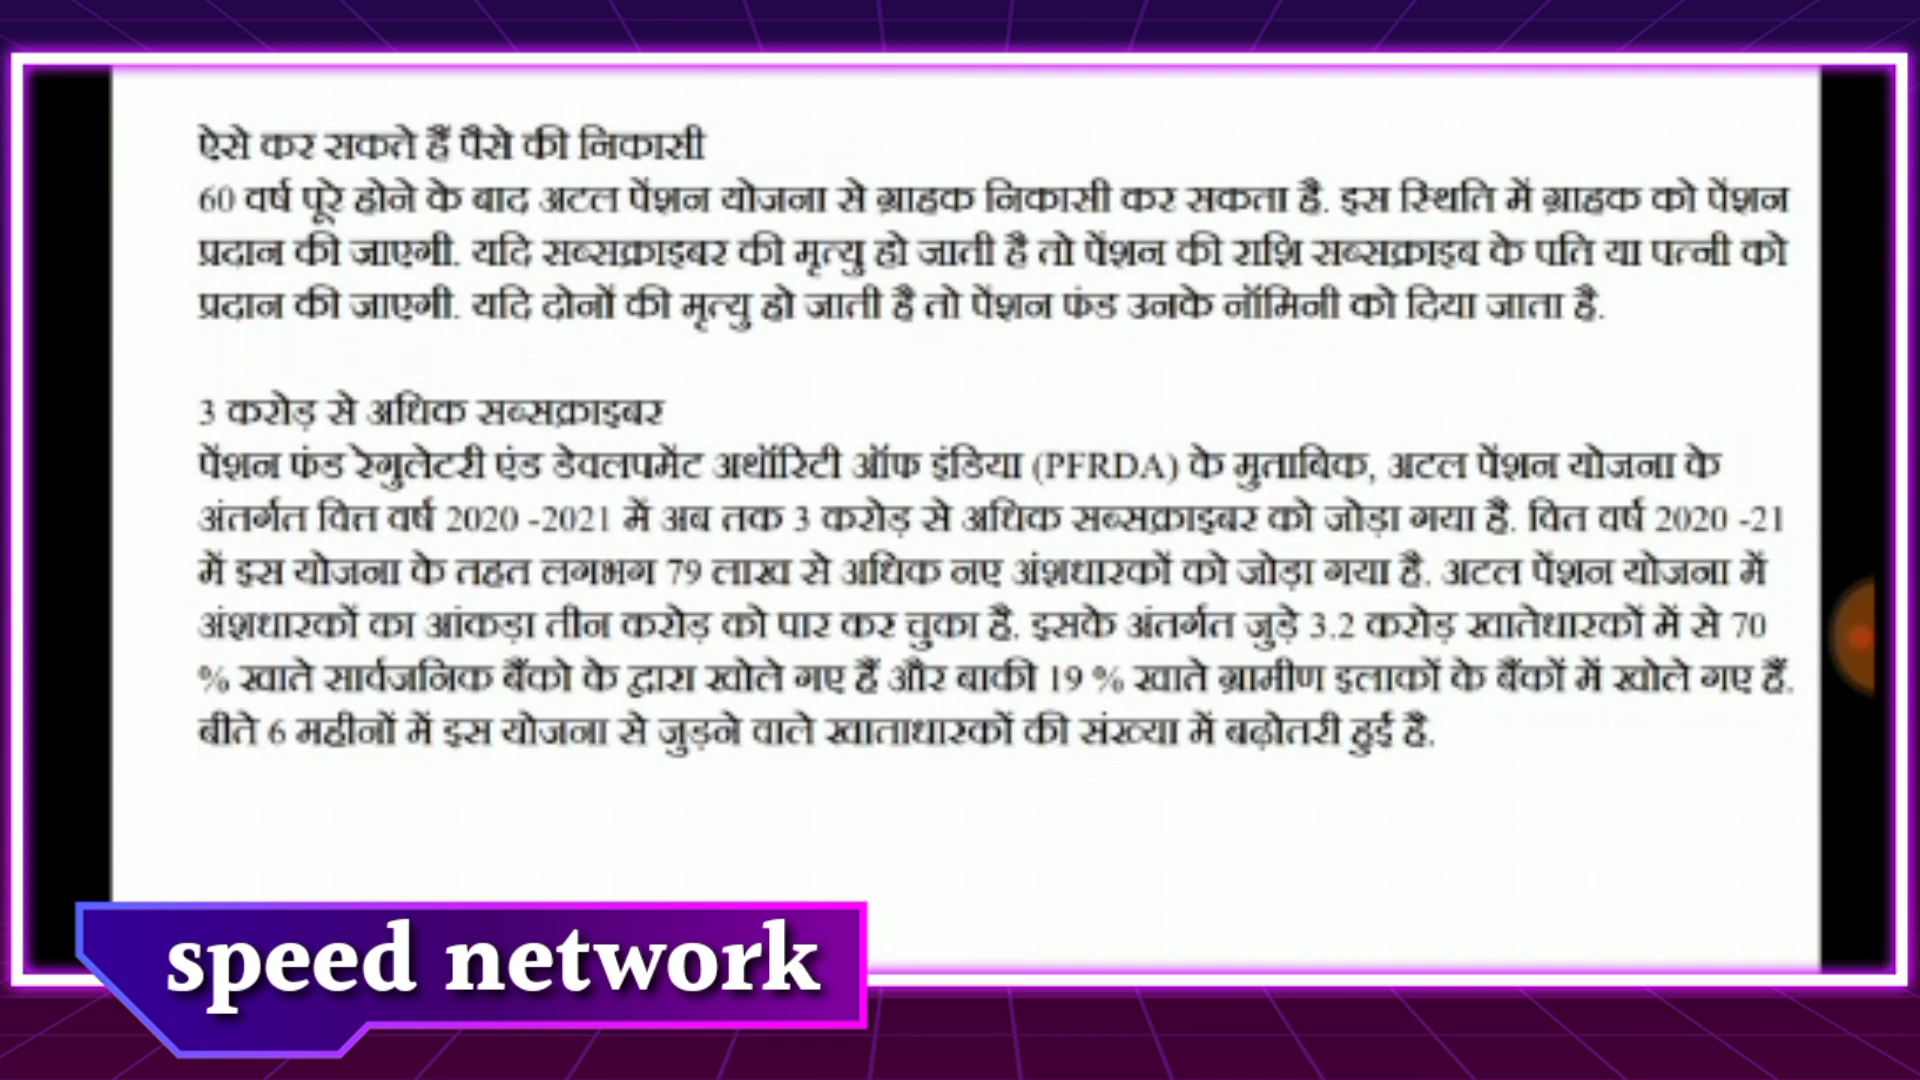 ऐसे कर सकते हैं पैसे की निकासी
60 वर्ष पूरे होने के बाद अटल पेंशन योजना से ग्राहक निकासी कर सकता है. इस स्थिति में ग्राहक को पेंशन
प्रदान की जाएगी. यदि सब्सक्राइबर की मृत्यु हो जाती है तो पेंशन की राशि सब्सक्राइब के पति या पत्नी को
प्रदान की जाएगी. यदि दोनों की मृत्यु हो जाती है तो पेंशन फंड उनके नॉमिनी को दिया जाता है.
3 करोड़ से अधिक सब्सक्राइबर
पेंशन फंड रेगुलेटरी एंड डेवलपमेंट अथॉरिटी ऑफ इंडिया (PFRDA) के मुताबिक, अटल पेंशन योजना के
अंतर्गत वित्त वर्ष 2020 -2021 में अब तक 3 करोड़ से अधिक सब्सक्राइबर को जोड़ा गया है. वित्त वर्ष 2020 -21
में इस योजना के तहत लगभग 79 लाख से अधिक नए अंशधारकों को जोड़ा गया है. अटल पेंशन योजना में
अंशधारकों का आंकड़ा तीन करोड़ को पार कर चुका है. इसके अंतर्गत जुड़े 3.2 करोड़ खातेधारकों में से 70
% खाते सार्वजनिक बैंको के द्वारा खोले गए हैं और बाकी 19 % खाते ग्रामीण इलाकों के बैंकों में खोले गए हैं.
बीते 6 महीनों में इस योजना से जुड़ने वाले खाताधारकों की संख्या में बढ़ोतरी हुई है.
speed network